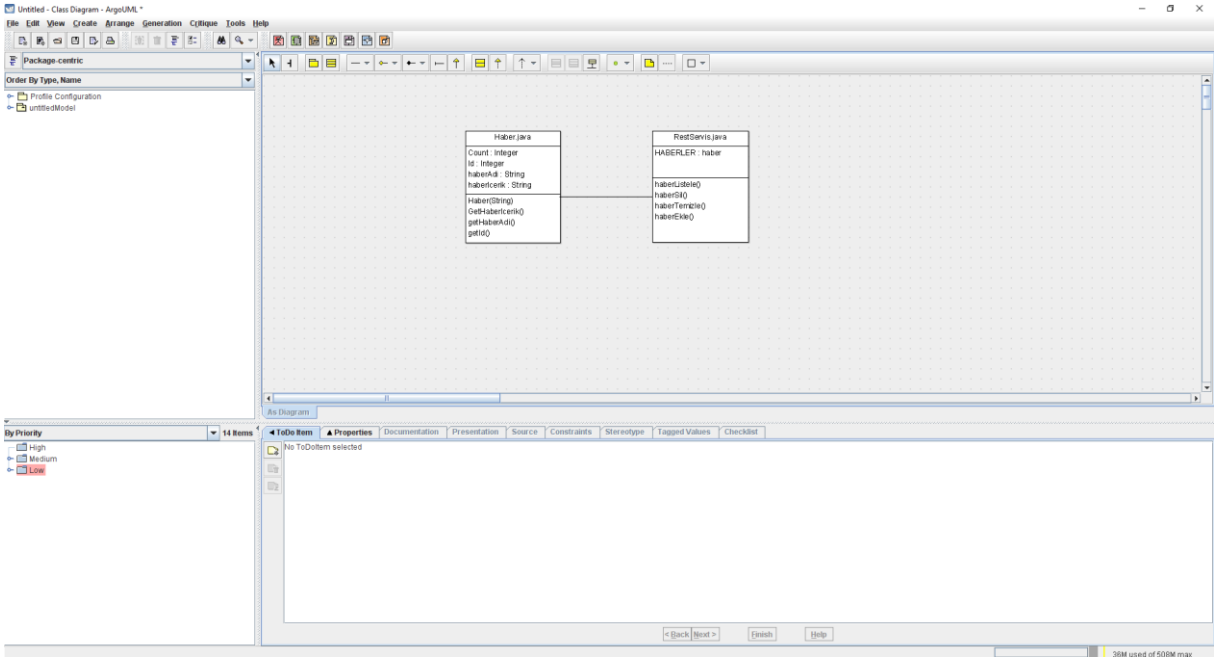 Untitled - Class Diagram - ArgoUML *
File Edit View Create Arrange Generation Critique Tools Help
Package-centric
Order By Type, Name
Profile Configuration
untitledModel
Haber.java
Count : Integer
Id : Integer
haberAdi : String
haberIcerik : String
Haber(String)
GetHaberIcerik()
getHaberAdi()
getId()
RestServis.java
HABERLER : haber
haberListele()
haberSil()
haberTemizle()
haberEkle()
As Diagram
By Priority 14 Items
High
Medium
Low
ToDo Item Properties Documentation Presentation Source Constraints Stereotype Tagged Values Checklist
No ToDoItem selected
< Back Next > Finish Help
36M used of 508M max